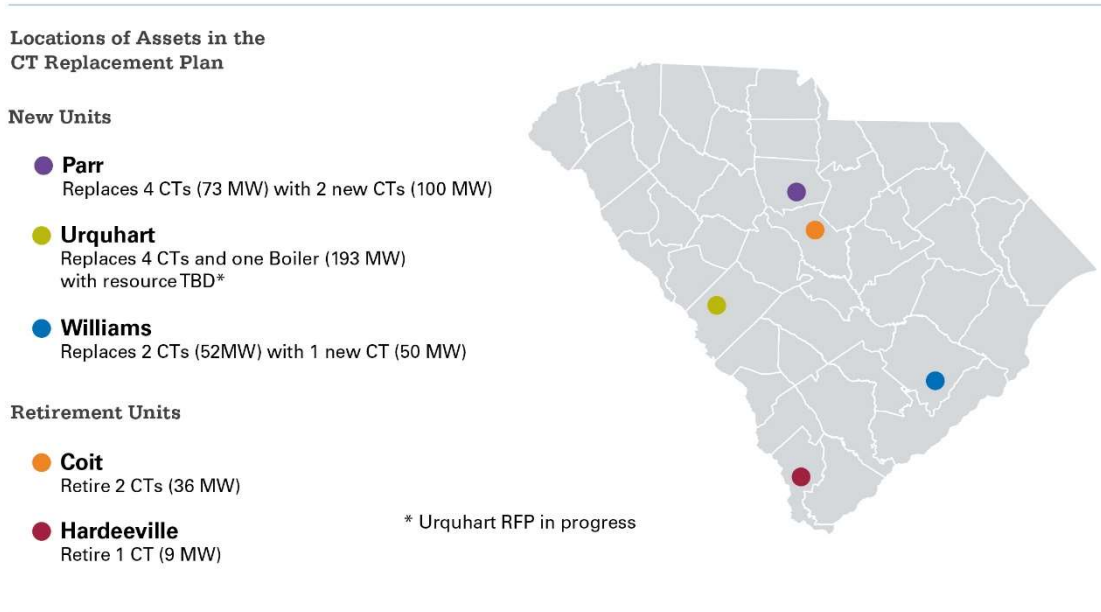 Locations of Assets in the
CT Replacement Plan
New Units
Parr
Replaces 4 CTs (73 MW) with 2 new CTs (100 MW)
Urquhart
Replaces 4 CTs and one Boiler (193 MW)
with resource TBD*
Williams
Replaces 2 CTs (52MW) with 1 new CT (50 MW)
Retirement Units
Coit
Retire 2 CTs (36 MW)
Hardeeville
Retire 1 CT (9 MW)
* Urquhart RFP in progress